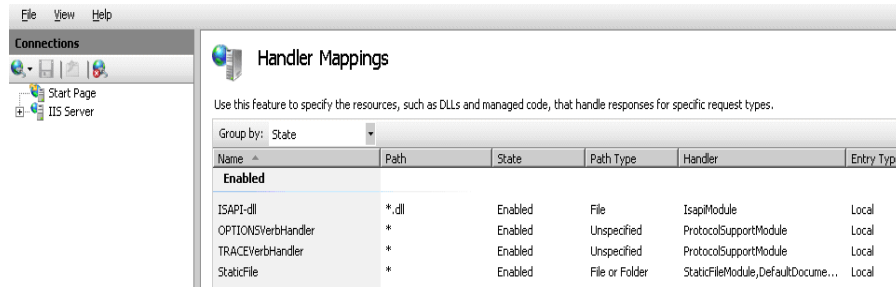 File View Help
Connections
Start Page
IIS Server
Handler Mappings
Use this feature to specify the resources, such as DLLs and managed code, that handle responses for specific request types.
Group by: State
Name Path State Path Type Handler Entry Typ
Enabled
ISAPI-dll *.dll Enabled File IsapiModule Local
OPTIONSVerbHandler * Enabled Unspecified ProtocolSupportModule Local
TRACEVerbHandler * Enabled Unspecified ProtocolSupportModule Local
StaticFile * Enabled File or Folder StaticFileModule,DefaultDocume... Local